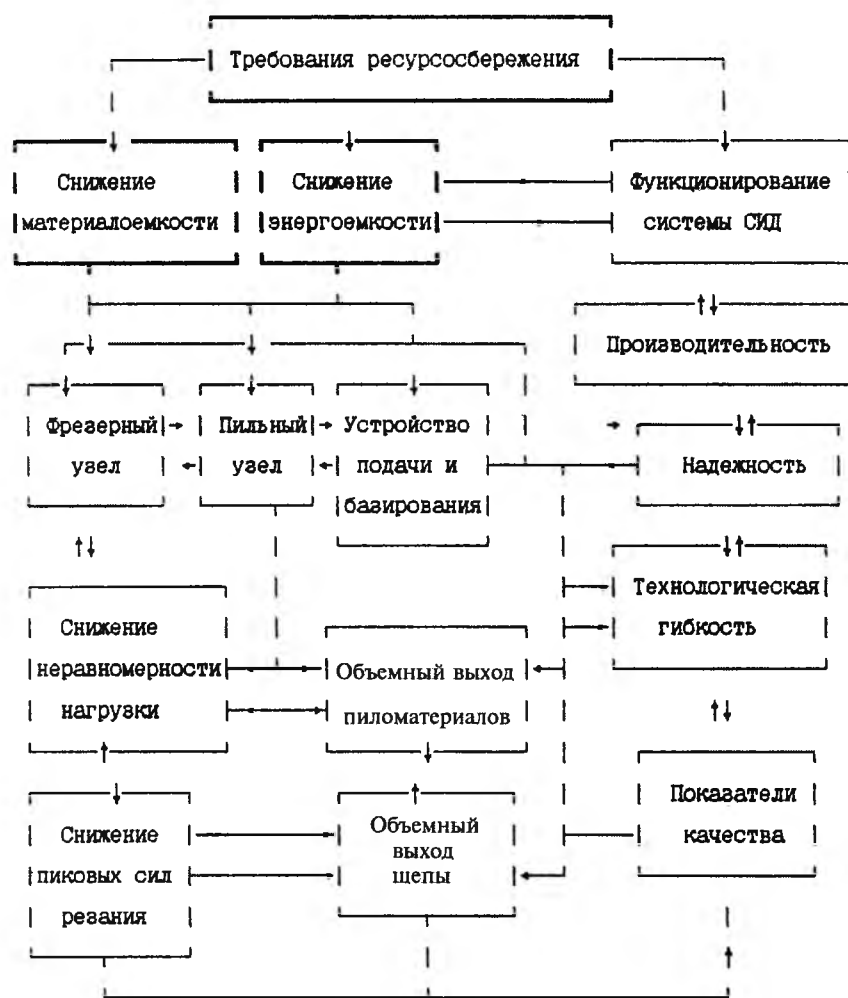 Требования ресурсосбережения
Снижение
материалоемкости
Снижение
энергоемкости
Функционирование
системы СИД
Производительность
Фрезерный
узел
Пильный
узел
Устройство
подачи и
базирования
Надежность
Технологическая
гибкость
Снижение
неравномерности
нагрузки
Объемный выход
пиломатериалов
Показатели
качества
Снижение
пиковых сил
резания
Объемный
выход
щепы